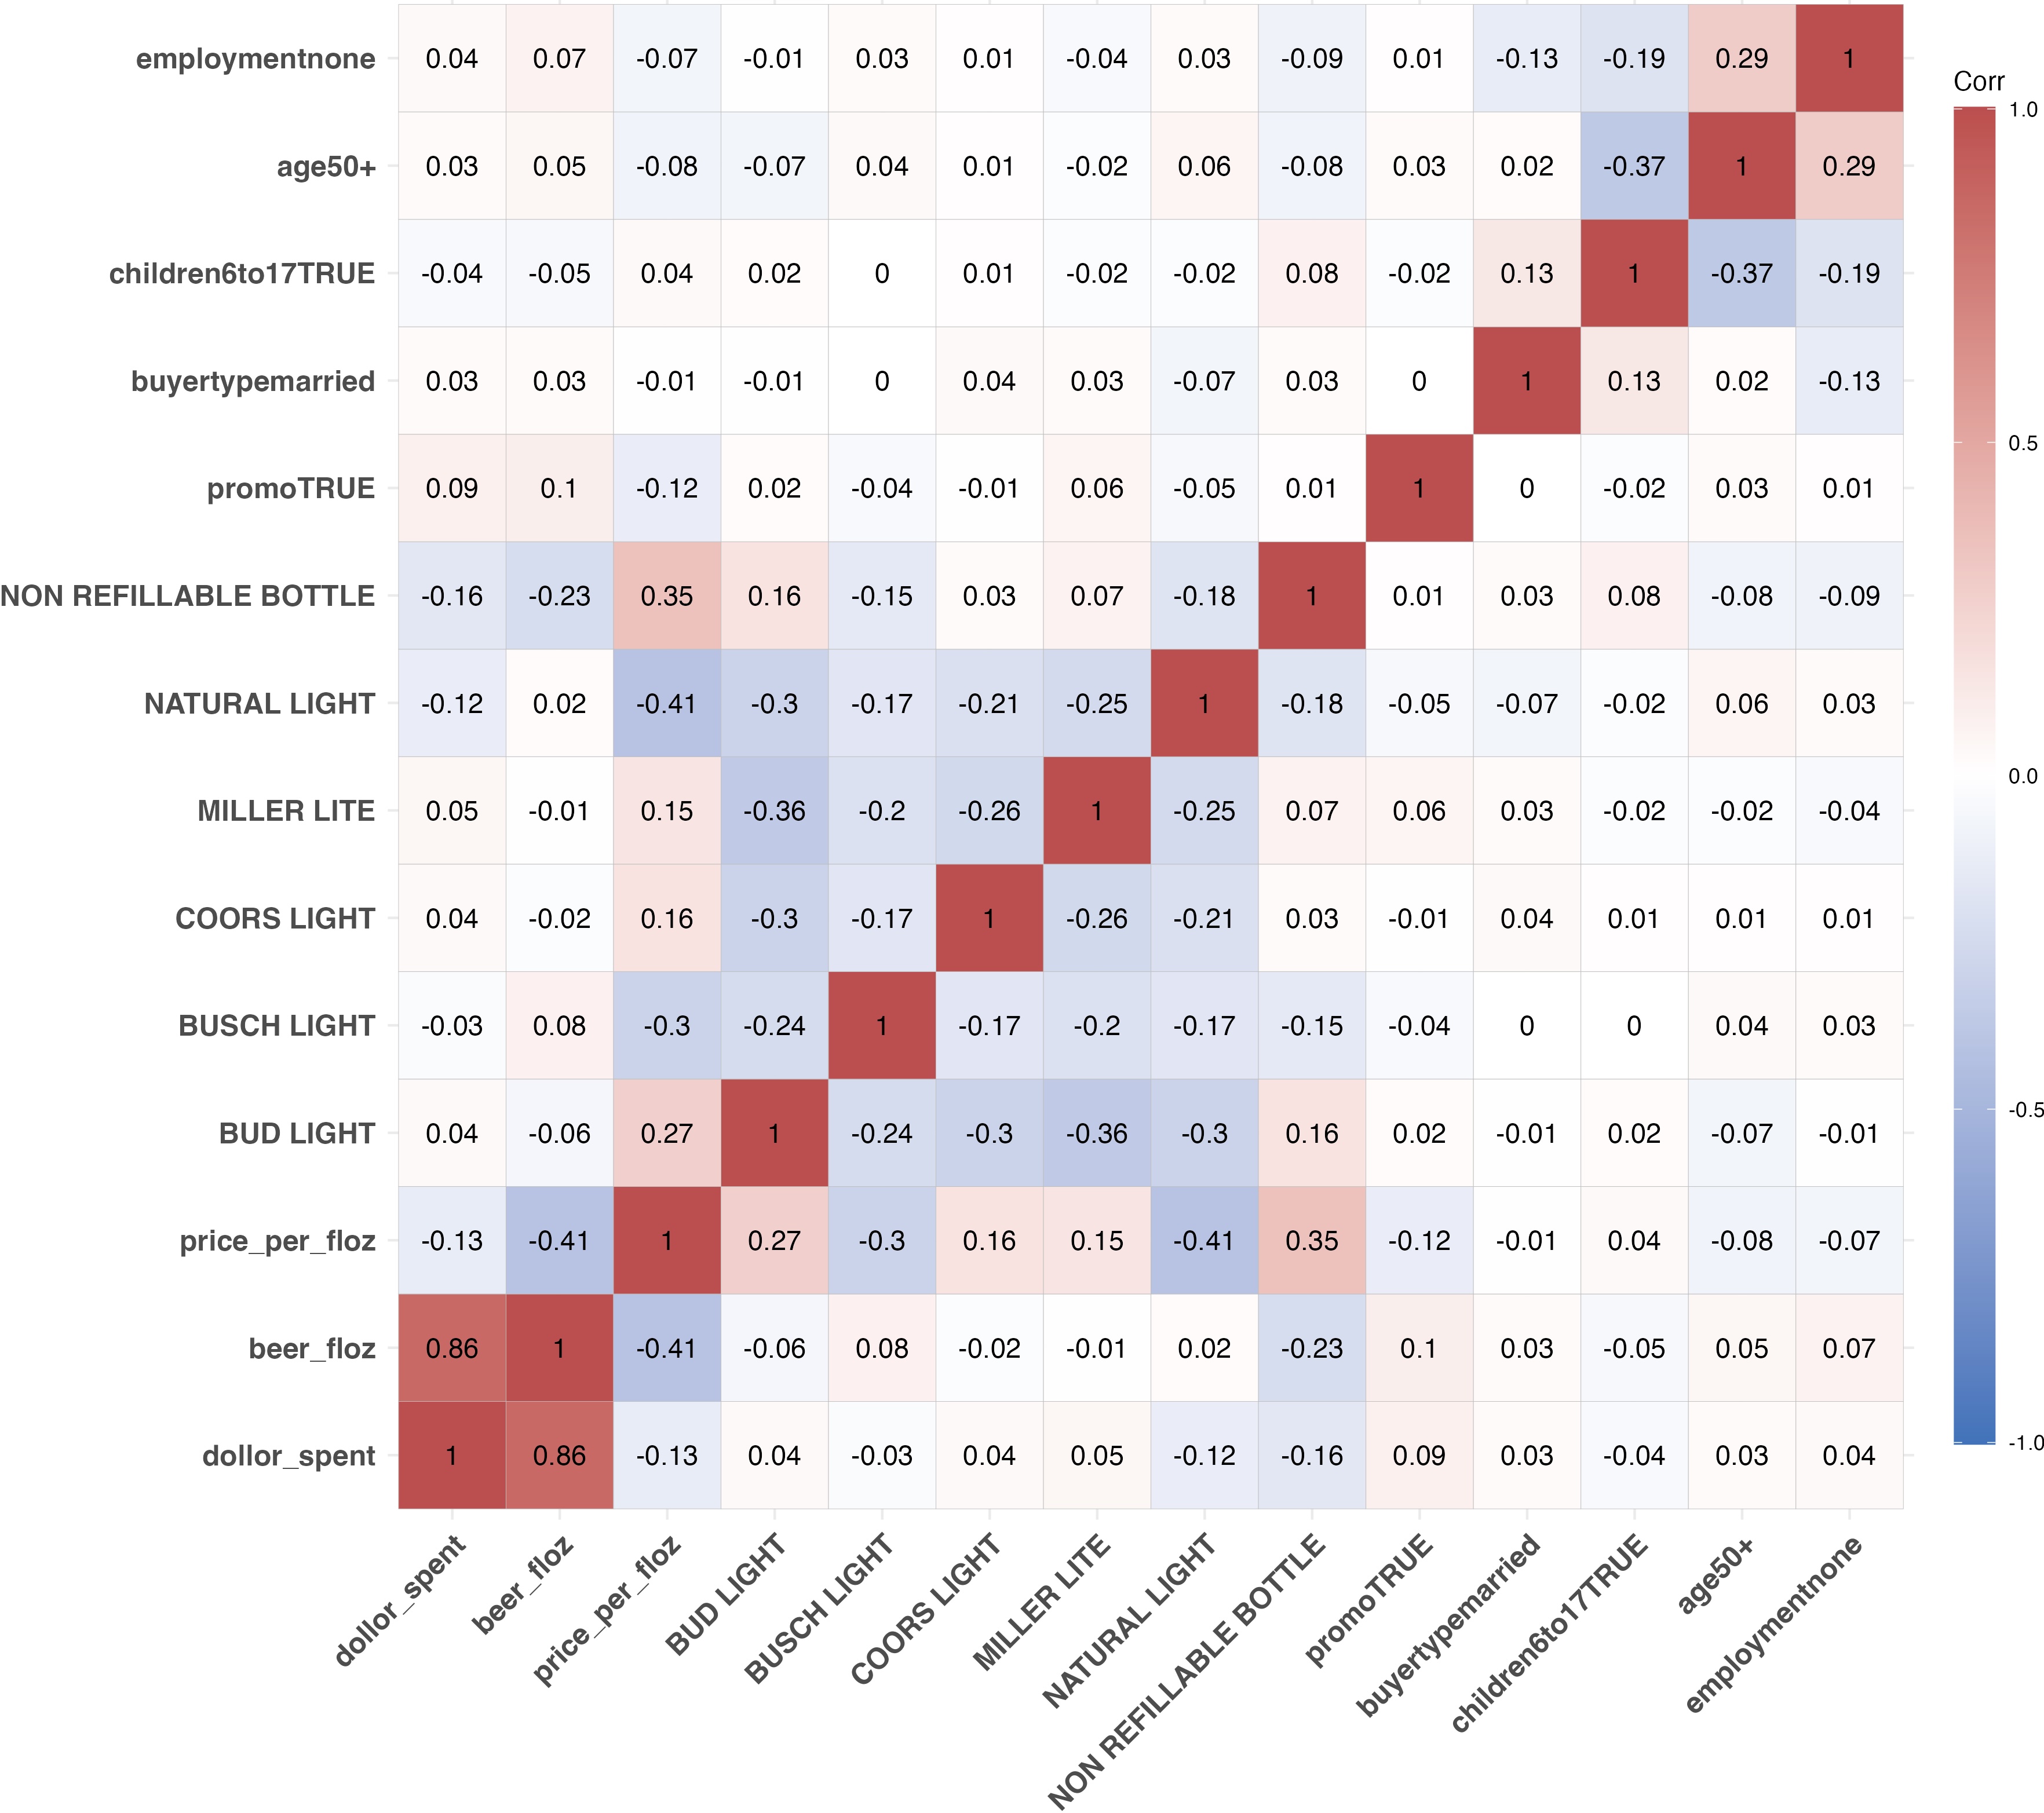 employmentnone 0.04 0.07 -0.07 -0.01 0.03 0.01 -0.04 0.03 -0.09 0.01 -0.13 -0.19 0.29 1
age50+ 0.03 0.05 -0.08 -0.07 0.04 0.01 -0.02 0.06 -0.08 0.03 0.02 -0.37 1 0.29
children6to17TRUE -0.04 -0.05 0.04 0.02 0 0.01 -0.02 -0.02 0.08 -0.02 0.13 1 -0.37 -0.19
buyertypemarried 0.03 0.03 -0.01 -0.01 0 0.04 0.03 -0.07 0.03 0 1 0.13 0.02 -0.13
promoTRUE 0.09 0.1 -0.12 0.02 -0.04 -0.01 0.06 -0.05 0.01 1 0 -0.02 0.03 0.01
NON REFILLABLE BOTTLE -0.16 -0.23 0.35 0.16 -0.15 0.03 0.07 -0.18 1 0.01 0.03 0.08 -0.08 -0.09
NATURAL LIGHT -0.12 0.02 -0.41 -0.3 -0.17 -0.21 -0.25 1 -0.18 -0.05 -0.07 -0.02 0.06 0.03
MILLER LITE 0.05 -0.01 0.15 -0.36 -0.2 -0.26 1 -0.25 0.07 0.06 0.03 -0.02 -0.02 -0.04
COORS LIGHT 0.04 -0.02 0.16 -0.3 -0.17 1 -0.26 -0.21 0.03 -0.01 0.04 0.01 0.01 0.01
BUSCH LIGHT -0.03 0.08 -0.3 -0.24 1 -0.17 -0.2 -0.17 -0.15 -0.04 0 0 0.04 0.03
BUD LIGHT 0.04 -0.06 0.27 1 -0.24 -0.3 -0.36 -0.3 0.16 0.02 -0.01 0.02 -0.07 -0.01
price_per_floz -0.13 -0.41 1 0.27 -0.3 0.16 0.15 -0.41 0.35 -0.12 -0.01 0.04 -0.08 -0.07
beer_floz 0.86 1 -0.41 -0.06 0.08 -0.02 -0.01 0.02 -0.23 0.1 0.03 -0.05 0.05 0.07
dollor_spent 1 0.86 -0.13 0.04 -0.03 0.04 0.05 -0.12 -0.16 0.09 0.03 -0.04 0.03 0.04
dollor_spent
beer_floz
price_per_floz
BUD LIGHT
BUSCH LIGHT
COORS LIGHT
MILLER LITE
NATURAL LIGHT
NON REFILLABLE BOTTLE
promoTRUE
buyertypemarried
children6to17TRUE
age50+
employmentnone
Corr
1.0
0.5
0.0
-0.5
-1.0